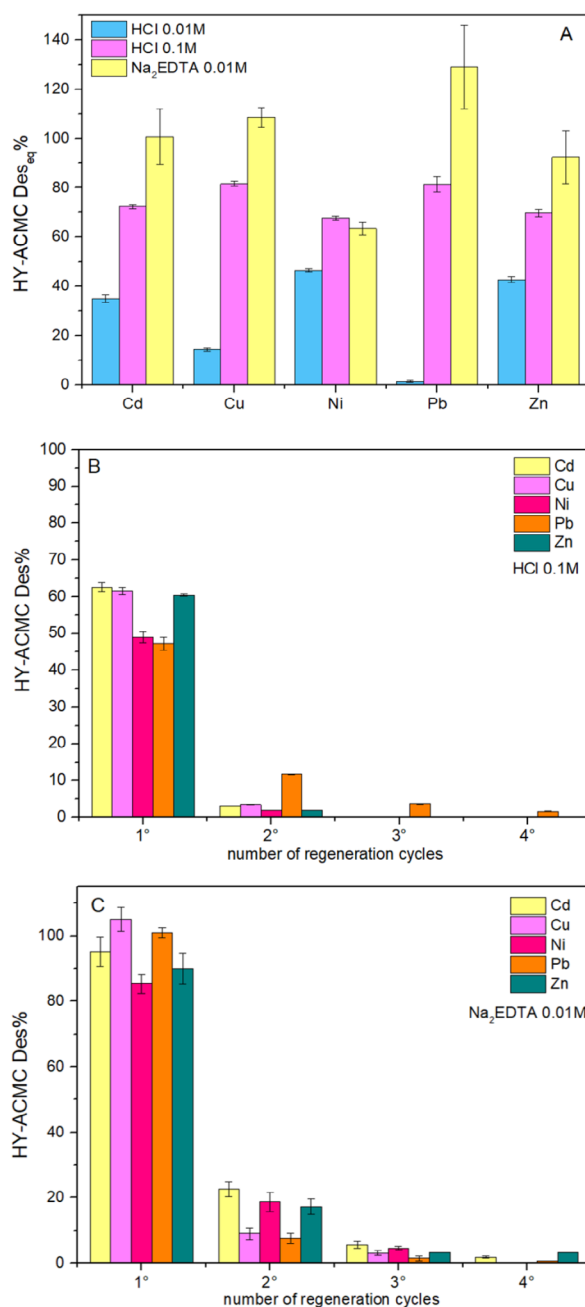 HCl 0.01M
HCl 0.1M
Na₂EDTA 0.01M
A
HY-ACMC Des_eq%
140
120
100
80
60
40
20
0
Cd Cu Ni Pb Zn
B
Cd
Cu
Ni
Pb
Zn
HCl 0.1M
HY-ACMC Des%
100
90
80
70
60
50
40
30
20
10
0
1° 2° 3° 4°
number of regeneration cycles
C
Cd
Cu
Ni
Pb
Zn
Na₂EDTA 0.01M
HY-ACMC Des%
100
80
60
40
20
0
1° 2° 3° 4°
number of regeneration cycles